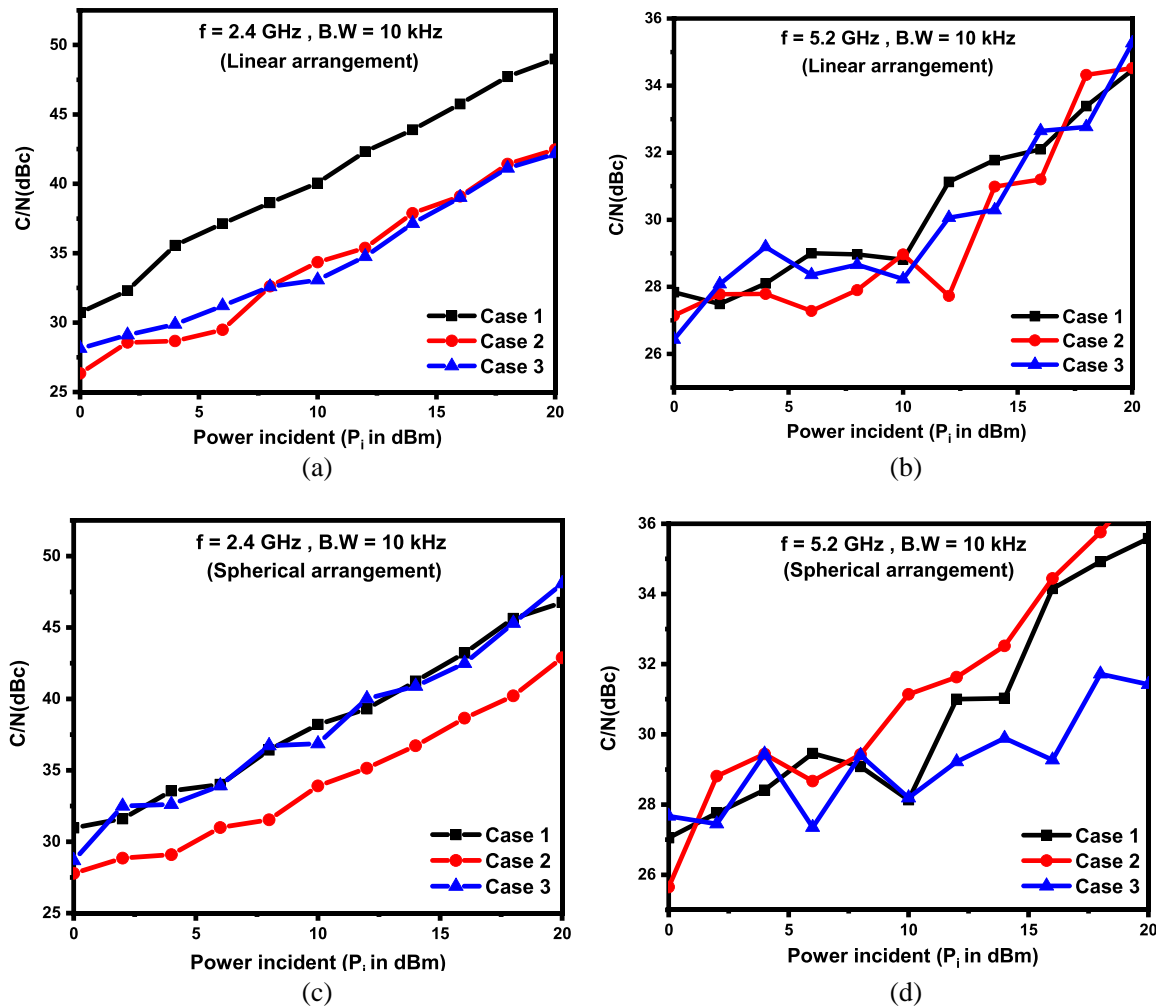 f = 2.4 GHz , B.W = 10 kHz
(Linear arrangement)
C/N(dBc)
50
45
40
35
30
25
0
5
10
15
20
Case 1
Case 2
Case 3
Power incident (Pi in dBm)
(a)
f = 5.2 GHz , B.W = 10 kHz
(Linear arrangement)
C/N(dBc)
36
34
32
30
28
26
0
5
10
15
20
Case 1
Case 2
Case 3
Power incident (Pi in dBm)
(b)
f = 2.4 GHz , B.W = 10 kHz
(Spherical arrangement)
C/N(dBc)
50
45
40
35
30
25
0
5
10
15
20
Case 1
Case 2
Case 3
Power incident (Pi in dBm)
(c)
f = 5.2 GHz , B.W = 10 kHz
(Spherical arrangement)
C/N(dBc)
36
34
32
30
28
26
0
5
10
15
20
Case 1
Case 2
Case 3
Power incident (Pi in dBm)
(d)